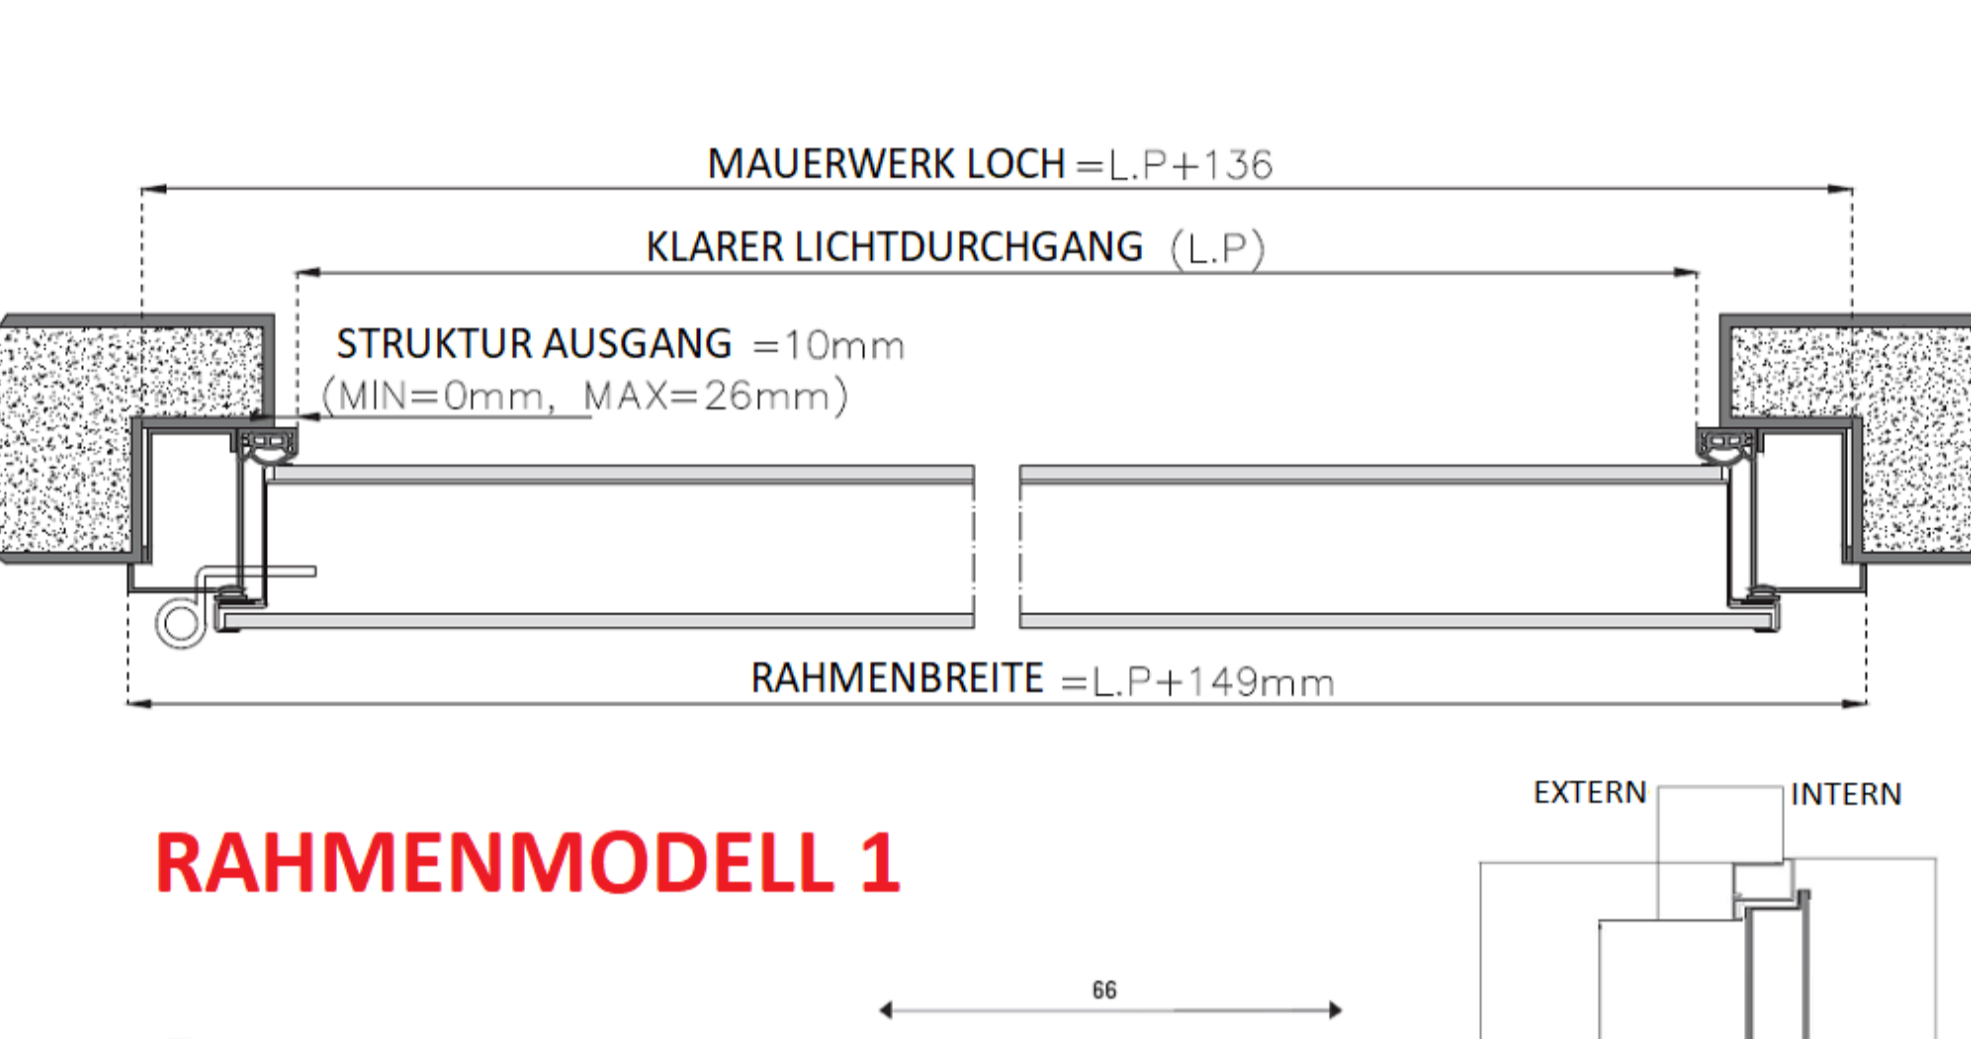 MAUERWERK LOCH =L.P+136
KLARER LICHTDURCHGANG (L.P)
STRUKTUR AUSGANG =10mm
(MIN=0mm, MAX=26mm)
RAHMENBREITE =L.P+149mm
EXTERN INTERN
RAHMENMODELL 1
66